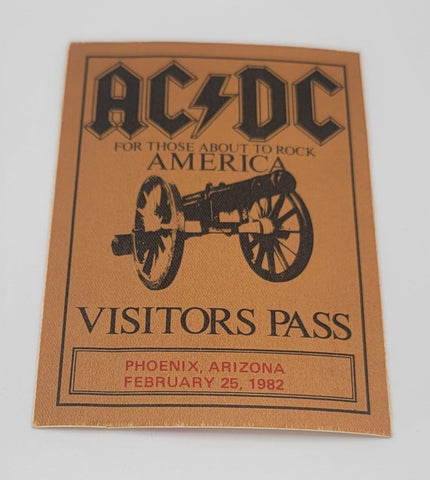 AC⚡DC
FOR THOSE ABOUT TO ROCK
AMERICA
VISITORS PASS
PHOENIX, ARIZONA
FEBRUARY 25, 1982